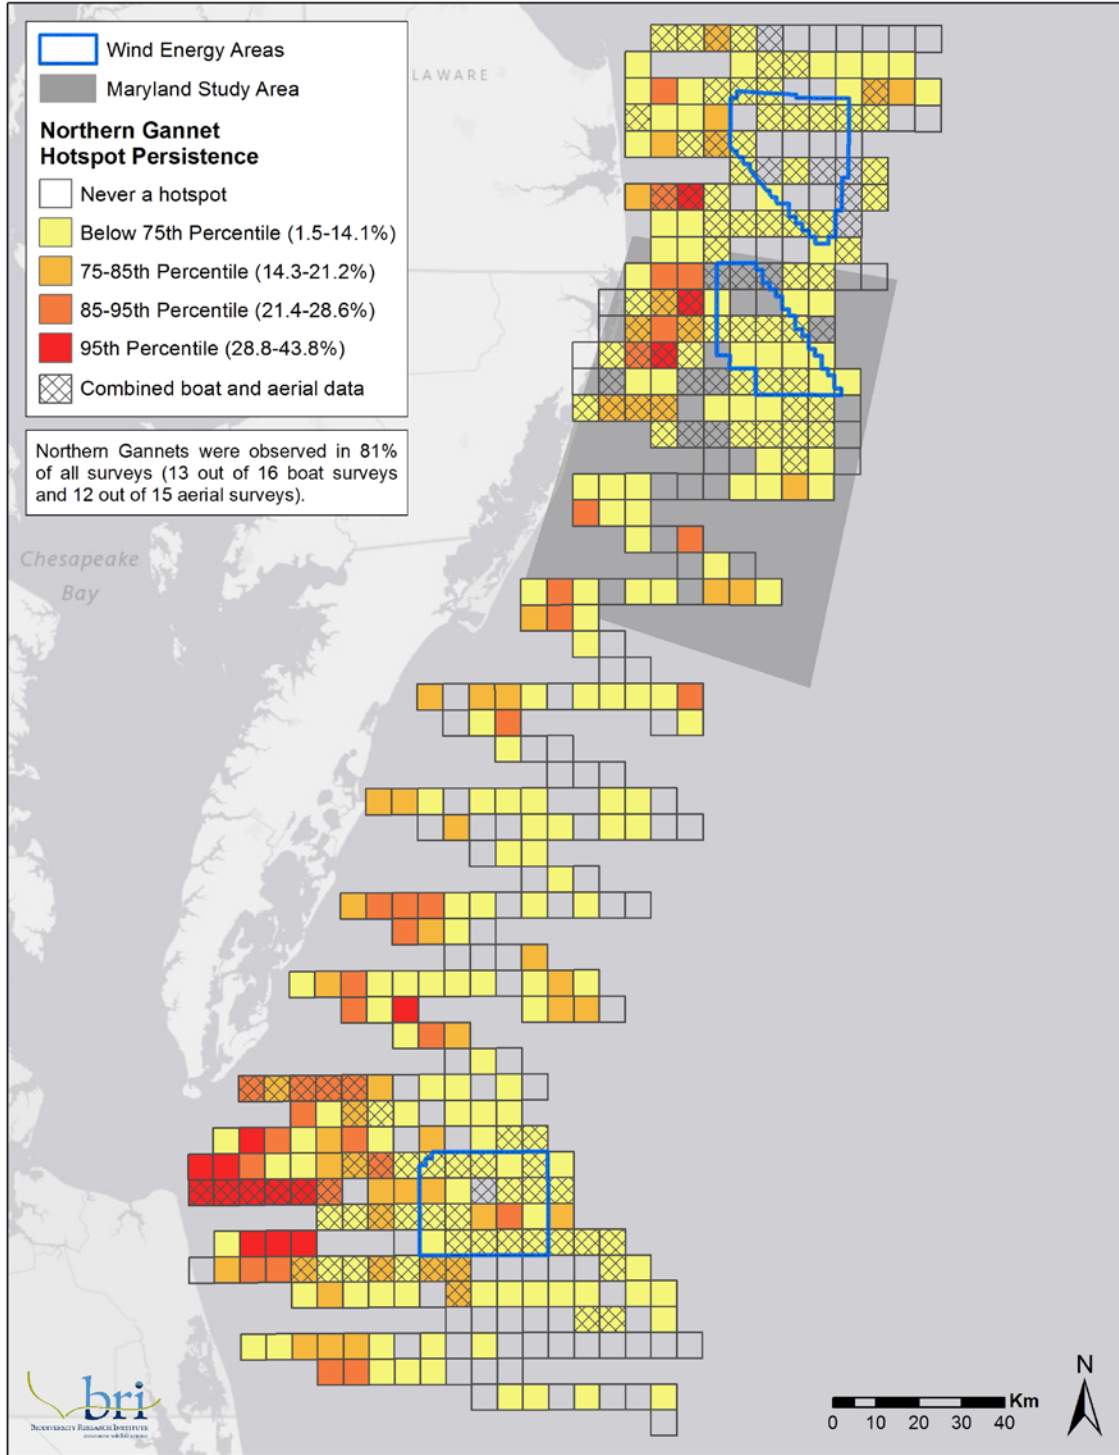 Wind Energy Areas
Maryland Study Area
Northern Gannet
Hotspot Persistence
Never a hotspot
Below 75th Percentile (1.5-14.1%)
75-85th Percentile (14.3-21.2%)
85-95th Percentile (21.4-28.6%)
95th Percentile (28.8-43.8%)
Combined boat and aerial data
Northern Gannets were observed in 81%
of all surveys (13 out of 16 boat surveys
and 12 out of 15 aerial surveys).
LAWARE
Chesapeake
Bay
bri
BIODIVERSITY RESEARCH INSTITUTE
N
Km
0 10 20 30 40